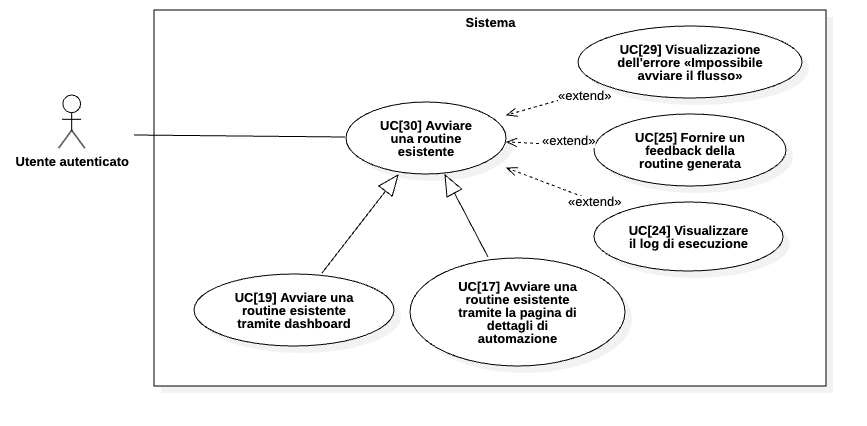 Sistema
UC[29] Visualizzazione
dell'errore «Impossibile
avviare il flusso»
«extend»
UC[30] Avviare
una routine
esistente
«extend»
UC[25] Fornire un
feedback della
routine generata
Utente autenticato
«extend»
UC[24] Visualizzare
il log di esecuzione
UC[19] Avviare una
routine esistente
tramite dashboard
UC[17] Avviare una
routine esistente
tramite la pagina di
dettagli di
automazione